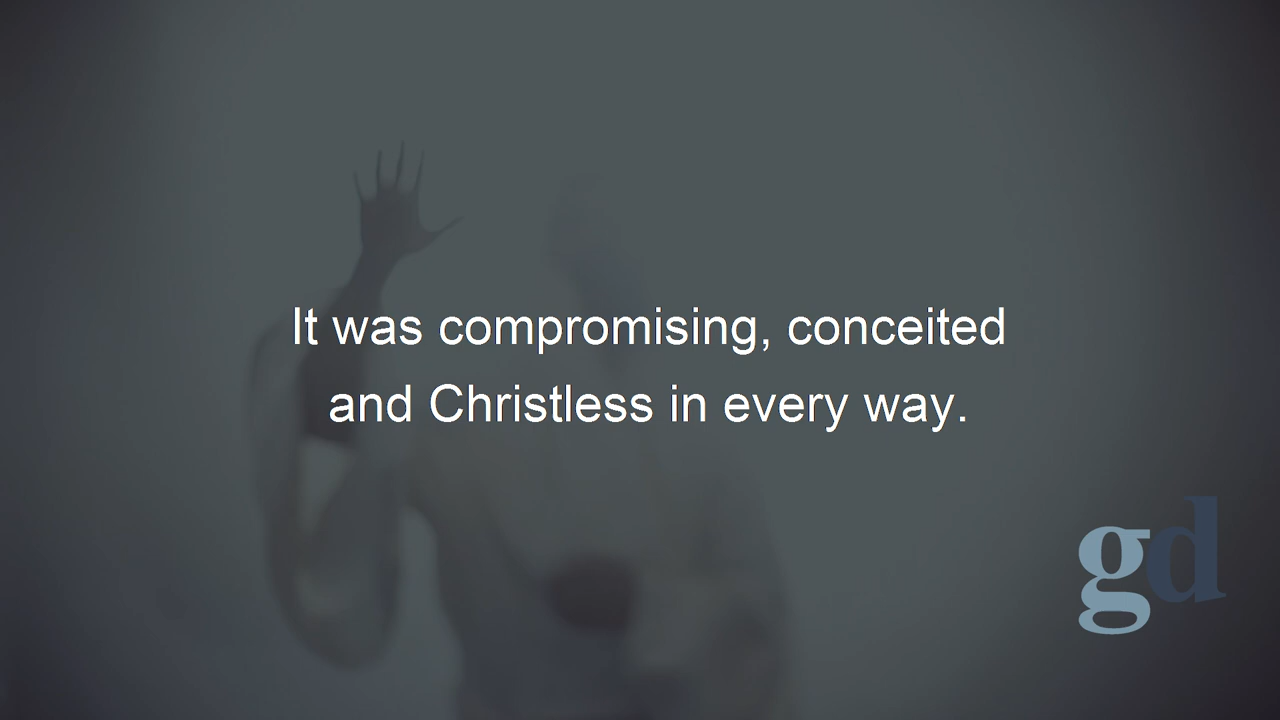 It was compromising, conceited
and Christless in every way.
gd